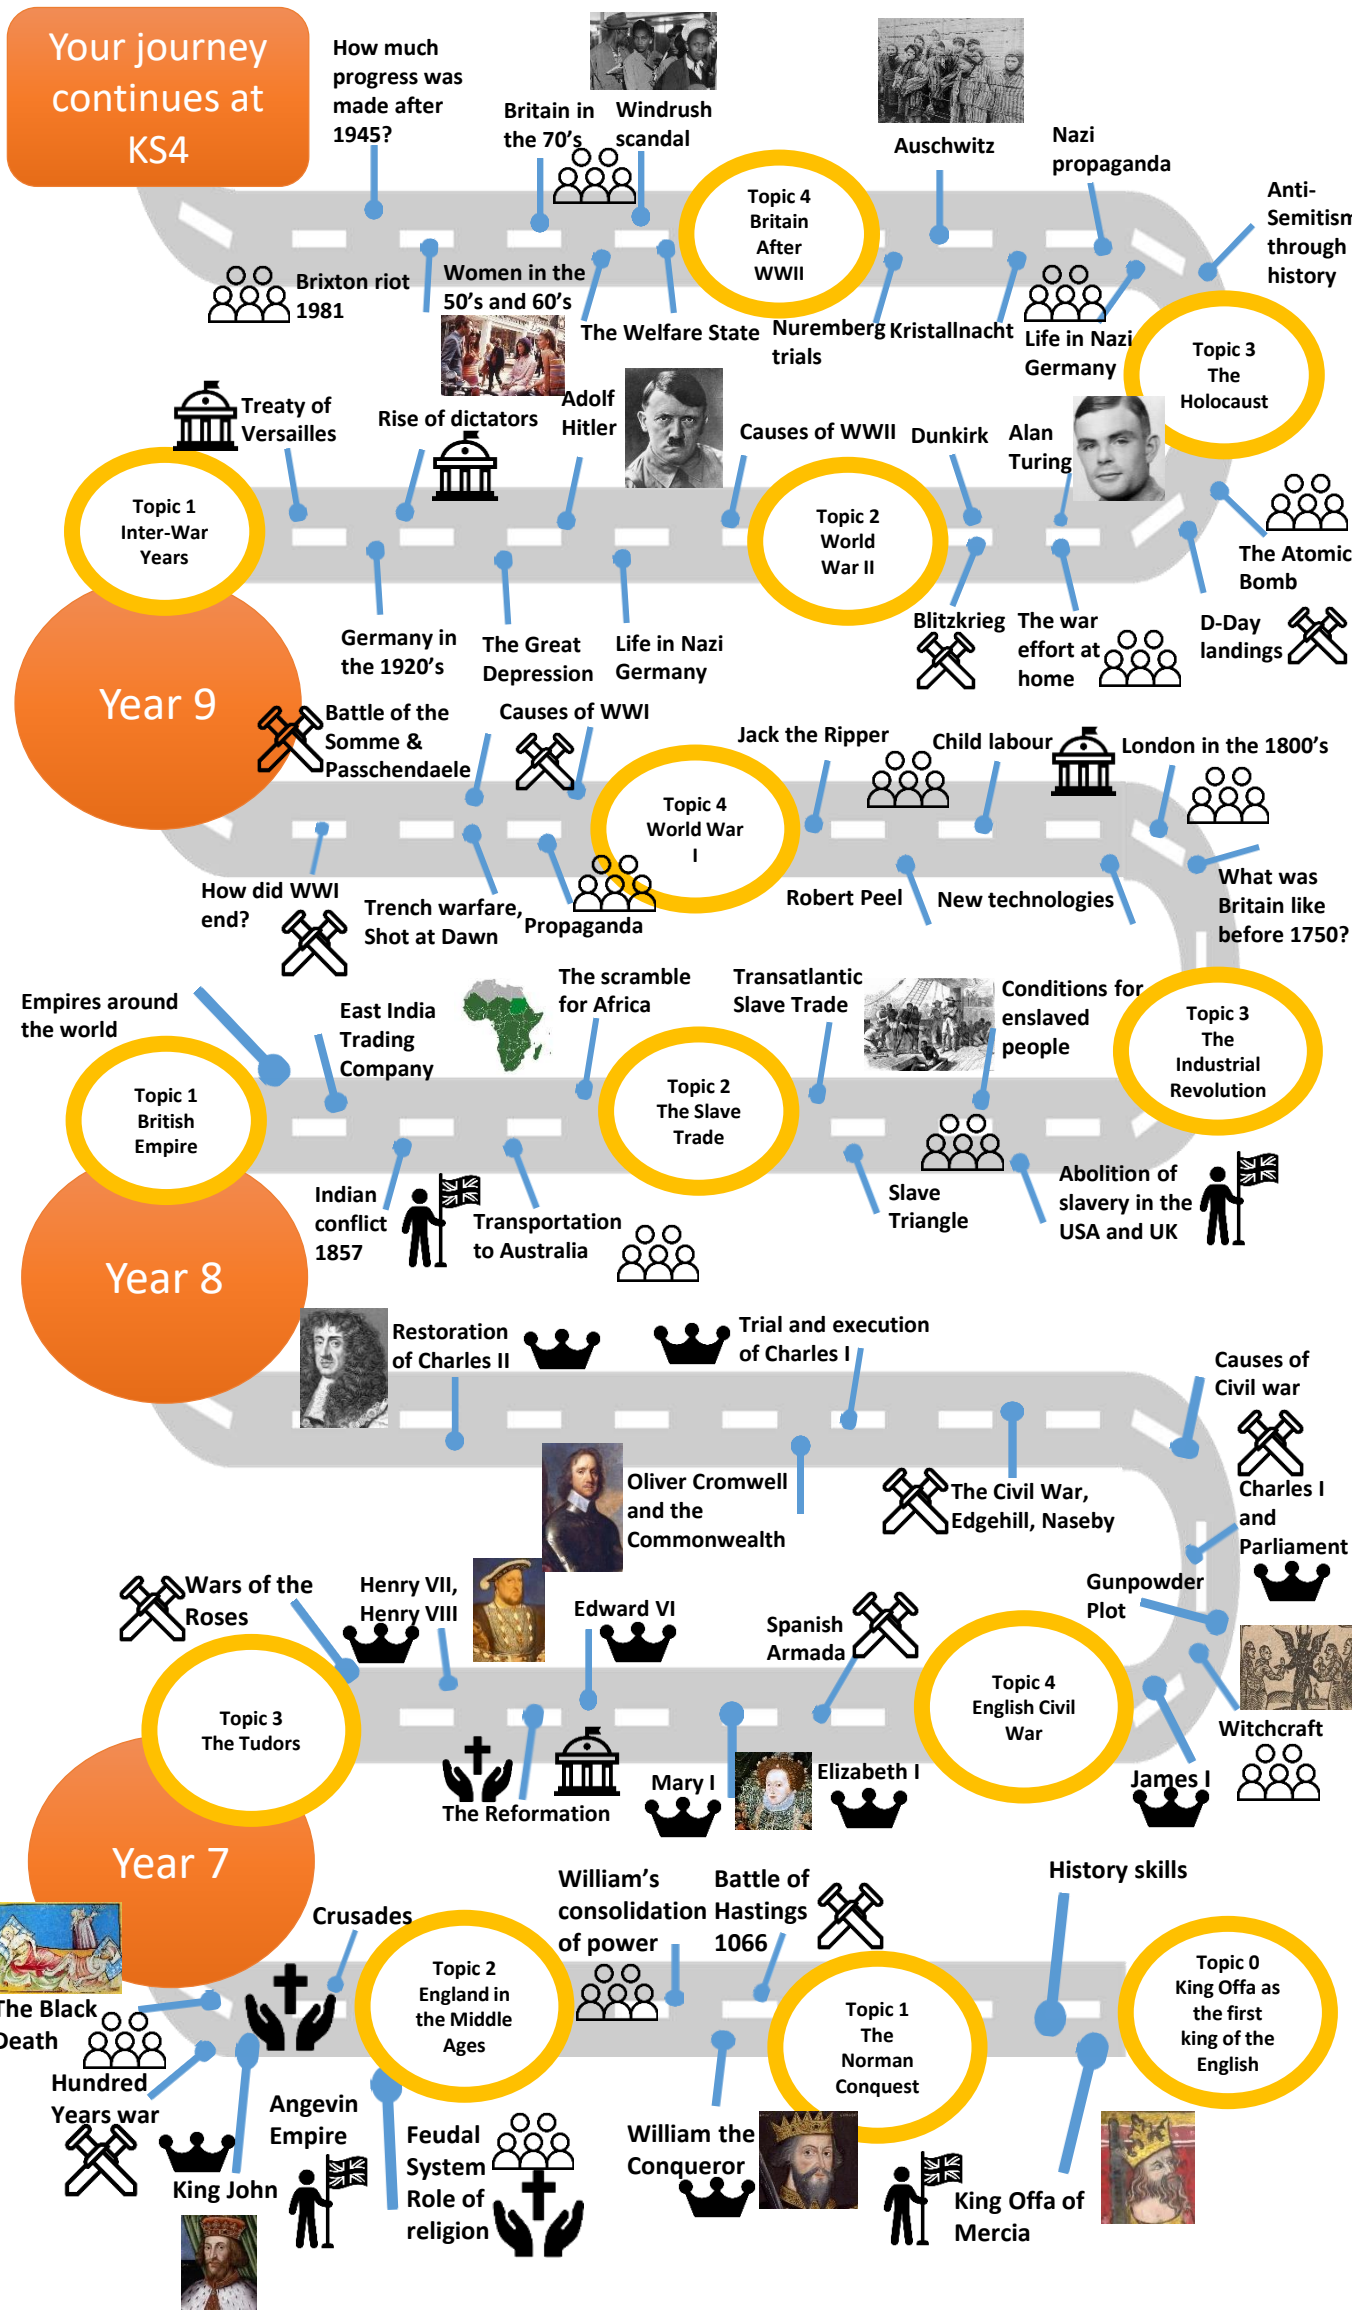 Your journey
continues at
KS4
How much
progress was
made after
1945?
Britain in
the 70's
Windrush
scandal
Auschwitz
Nazi
propaganda
Anti-
Semitism
through
history
Topic 4
Britain
After
WWII
Brixton riot
1981
Women in the
50's and 60's
The Welfare State
Nuremberg
trials
Kristallnacht
Life in Nazi
Germany
Topic 3
The
Holocaust
Treaty of
Versailles
Rise of dictators
Adolf
Hitler
Causes of WWII
Dunkirk
Alan
Turing
Topic 1
Inter-War
Years
Topic 2
World
War II
The Atomic
Bomb
Germany in
the 1920's
The Great
Depression
Life in Nazi
Germany
Blitzkrieg
The war
effort at
home
D-Day
landings
Year 9
Battle of the
Somme &
Passchendaele
Causes of WWI
Jack the Ripper
Child labour
London in the 1800's
Topic 4
World War
I
How did WWI
end?
Trench warfare,
Shot at Dawn
Propaganda
Robert Peel
New technologies
What was
Britain like
before 1750?
Empires around
the world
East India
Trading
Company
The scramble
for Africa
Transatlantic
Slave Trade
Conditions for
enslaved
people
Topic 3
The
Industrial
Revolution
Topic 1
British
Empire
Topic 2
The Slave
Trade
Indian
conflict
1857
Transportation
to Australia
Slave
Triangle
Abolition of
slavery in the
USA and UK
Year 8
Restoration
of Charles II
Trial and execution
of Charles I
Causes of
Civil war
Oliver Cromwell
and the
Commonwealth
The Civil War,
Edgehill, Naseby
Charles I
and
Parliament
Wars of the
Roses
Henry VII,
Henry VIII
Edward VI
Spanish
Armada
Gunpowder
Plot
Topic 3
The Tudors
Topic 4
English Civil
War
Witchcraft
The Reformation
Mary I
Elizabeth I
James I
Year 7
Crusades
William's
consolidation
of power
Battle of
Hastings
1066
History skills
Topic 2
England in
the Middle
Ages
Topic 1
The
Norman
Conquest
Topic 0
King Offa as
the first
king of the
English
The Black
Death
Hundred
Years war
King John
Angevin
Empire
Feudal
System
Role of
religion
William the
Conqueror
King Offa of
Mercia